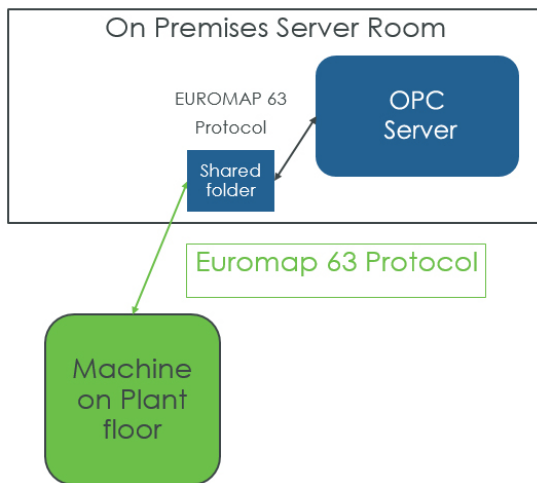 On Premises Server Room
EUROMAP 63
Protocol
OPC
Server
Shared
folder
Euromap 63 Protocol
Machine
on Plant
floor